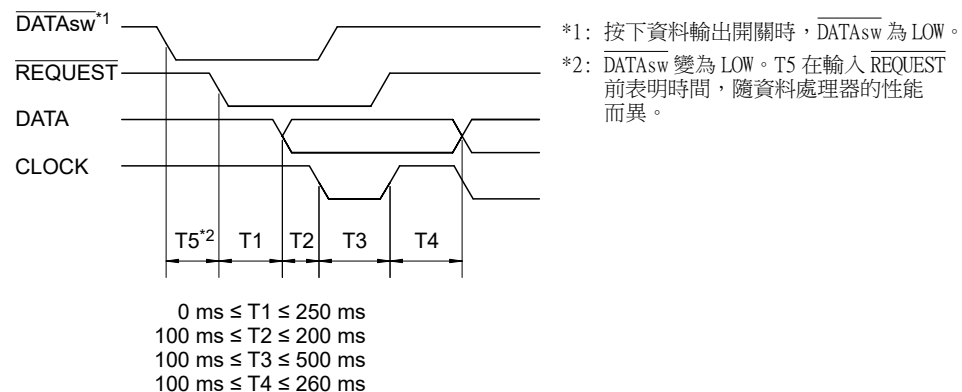 DATAsw*1
REQUEST
DATA
CLOCK
T5*2 T1 T2 T3 T4
0 ms ≤ T1 ≤ 250 ms
100 ms ≤ T2 ≤ 200 ms
100 ms ≤ T3 ≤ 500 ms
100 ms ≤ T4 ≤ 260 ms
*1: 按下資料輸出開關時，DATAsw 為 LOW。
*2: DATAsw 變為 LOW。T5 在輸入 REQUEST
前表明時間，隨資料處理器的性能
而異。